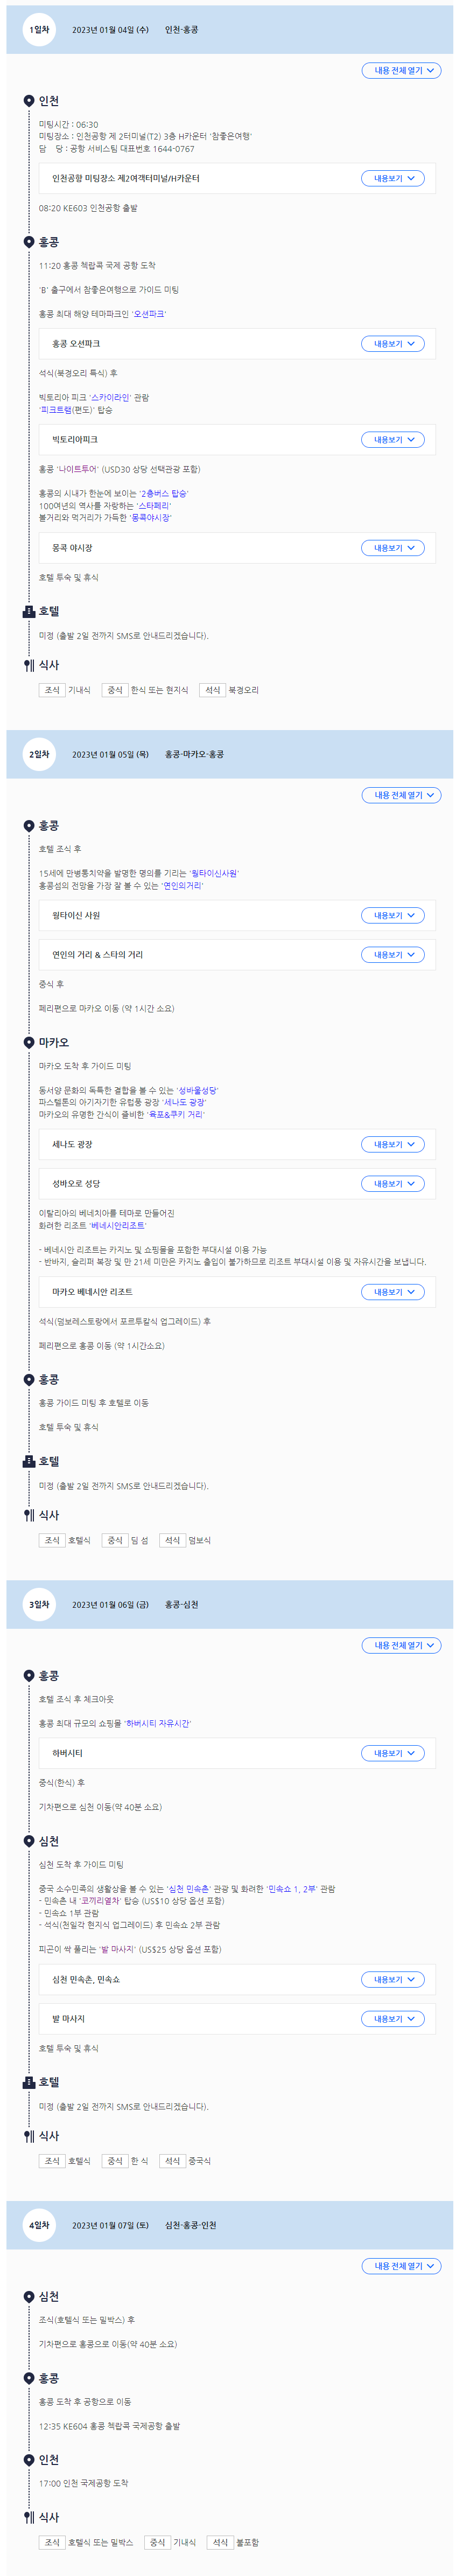 1일차 2023년 01월 04일 (수) 인천-홍콩
내용 전체 열기
인천
미팅시간 : 06:30
미팅장소 : 인천공항 제 2터미널(T2) 3층 H카운터 '참좋은여행'
담 당 : 공항 서비스팀 대표번호 1644-0767
인천공항 미팅장소 제2여객터미널/H카운터 내용보기
08:20 KE603 인천공항 출발
홍콩
11:20 홍콩 첵랍콕 국제 공항 도착
'B' 출구에서 참좋은여행으로 가이드 미팅
홍콩 최대 해양 테마파크인 '오션파크'
홍콩 오션파크 내용보기
석식(북경오리 특식) 후
빅토리아 피크 '스카이라인' 관람
'피크트램(편도)' 탑승
빅토리아피크 내용보기
홍콩 '나이트투어' (USD30 상당 선택관광 포함)
홍콩의 시내가 한눈에 보이는 '2층버스 탑승'
100여년의 역사를 자랑하는 '스타페리'
볼거리와 먹거리가 가득한 '몽콕야시장'
몽콕 야시장 내용보기
호텔 투숙 및 휴식
호텔
미정 (출발 2일 전까지 SMS로 안내드리겠습니다).
식사
조식 기내식 중식 한식 또는 현지식 석식 북경오리
2일차 2023년 01월 05일 (목) 홍콩-마카오-홍콩
내용 전체 열기
홍콩
호텔 조식 후
15세에 만병통치약을 발명한 명의를 기리는 '웡타이신사원'
홍콩섬의 전망을 가장 잘 볼 수 있는 '연인의거리'
웡타이신 사원 내용보기
연인의 거리 & 스타의 거리 내용보기
중식 후
페리편으로 마카오 이동 (약 1시간 소요)
마카오
마카오 도착 후 가이드 미팅
동서양 문화의 독특한 결합을 볼 수 있는 '성바울성당'
파스텔톤의 아기자기한 유럽풍 광장 '세나도 광장'
마카오의 유명한 간식이 즐비한 '육포&쿠키 거리'
세나도 광장 내용보기
성바오로 성당 내용보기
이탈리아의 베네치아를 테마로 만들어진
화려한 리조트 '베네시안리조트'
- 베네시안 리조트는 카지노 및 쇼핑몰을 포함한 부대시설 이용 가능
- 반바지, 슬리퍼 복장 및 만 21세 미만은 카지노 출입이 불가하므로 리조트 부대시설 이용 및 자유시간을 보냅니다.
마카오 베네시안 리조트 내용보기
석식(덤보레스토랑에서 포르투칼식 업그레이드) 후
페리편으로 홍콩 이동 (약 1시간소요)
홍콩
홍콩 가이드 미팅 후 호텔로 이동
호텔 투숙 및 휴식
호텔
미정 (출발 2일 전까지 SMS로 안내드리겠습니다).
식사
조식 호텔식 중식 딤 섬 석식 덤보식
3일차 2023년 01월 06일 (금) 홍콩-심천
내용 전체 열기
홍콩
호텔 조식 후 체크아웃
홍콩 최대 규모의 쇼핑몰 '하버시티 자유시간'
하버시티 내용보기
중식(한식) 후
기차편으로 심천 이동(약 40분 소요)
심천
심천 도착 후 가이드 미팅
중국 소수민족의 생활상을 볼 수 있는 '심천 민속촌' 관광 및 화려한 '민속쇼 1, 2부' 관람
- 민속촌 내 '코끼리열차' 탑승 (US$10 상당 옵션 포함)
- 민속쇼 1부 관람
- 석식(천일각 현지식 업그레이드) 후 민속쇼 2부 관람
피곤이 싹 풀리는 '발 마사지' (US$25 상당 옵션 포함)
심천 민속촌, 민속쇼 내용보기
발 마사지 내용보기
호텔 투숙 및 휴식
호텔
미정 (출발 2일 전까지 SMS로 안내드리겠습니다).
식사
조식 호텔식 중식 한 식 석식 중국식
4일차 2023년 01월 07일 (토) 심천-홍콩-인천
내용 전체 열기
심천
조식(호텔식 또는 밀박스) 후
기차편으로 홍콩으로 이동(약 40분 소요)
홍콩
홍콩 도착 후 공항으로 이동
12:35 KE604 홍콩 첵랍콕 국제공항 출발
인천
17:00 인천 국제공항 도착
식사
조식 호텔식 또는 밀박스 중식 기내식 석식 불포함